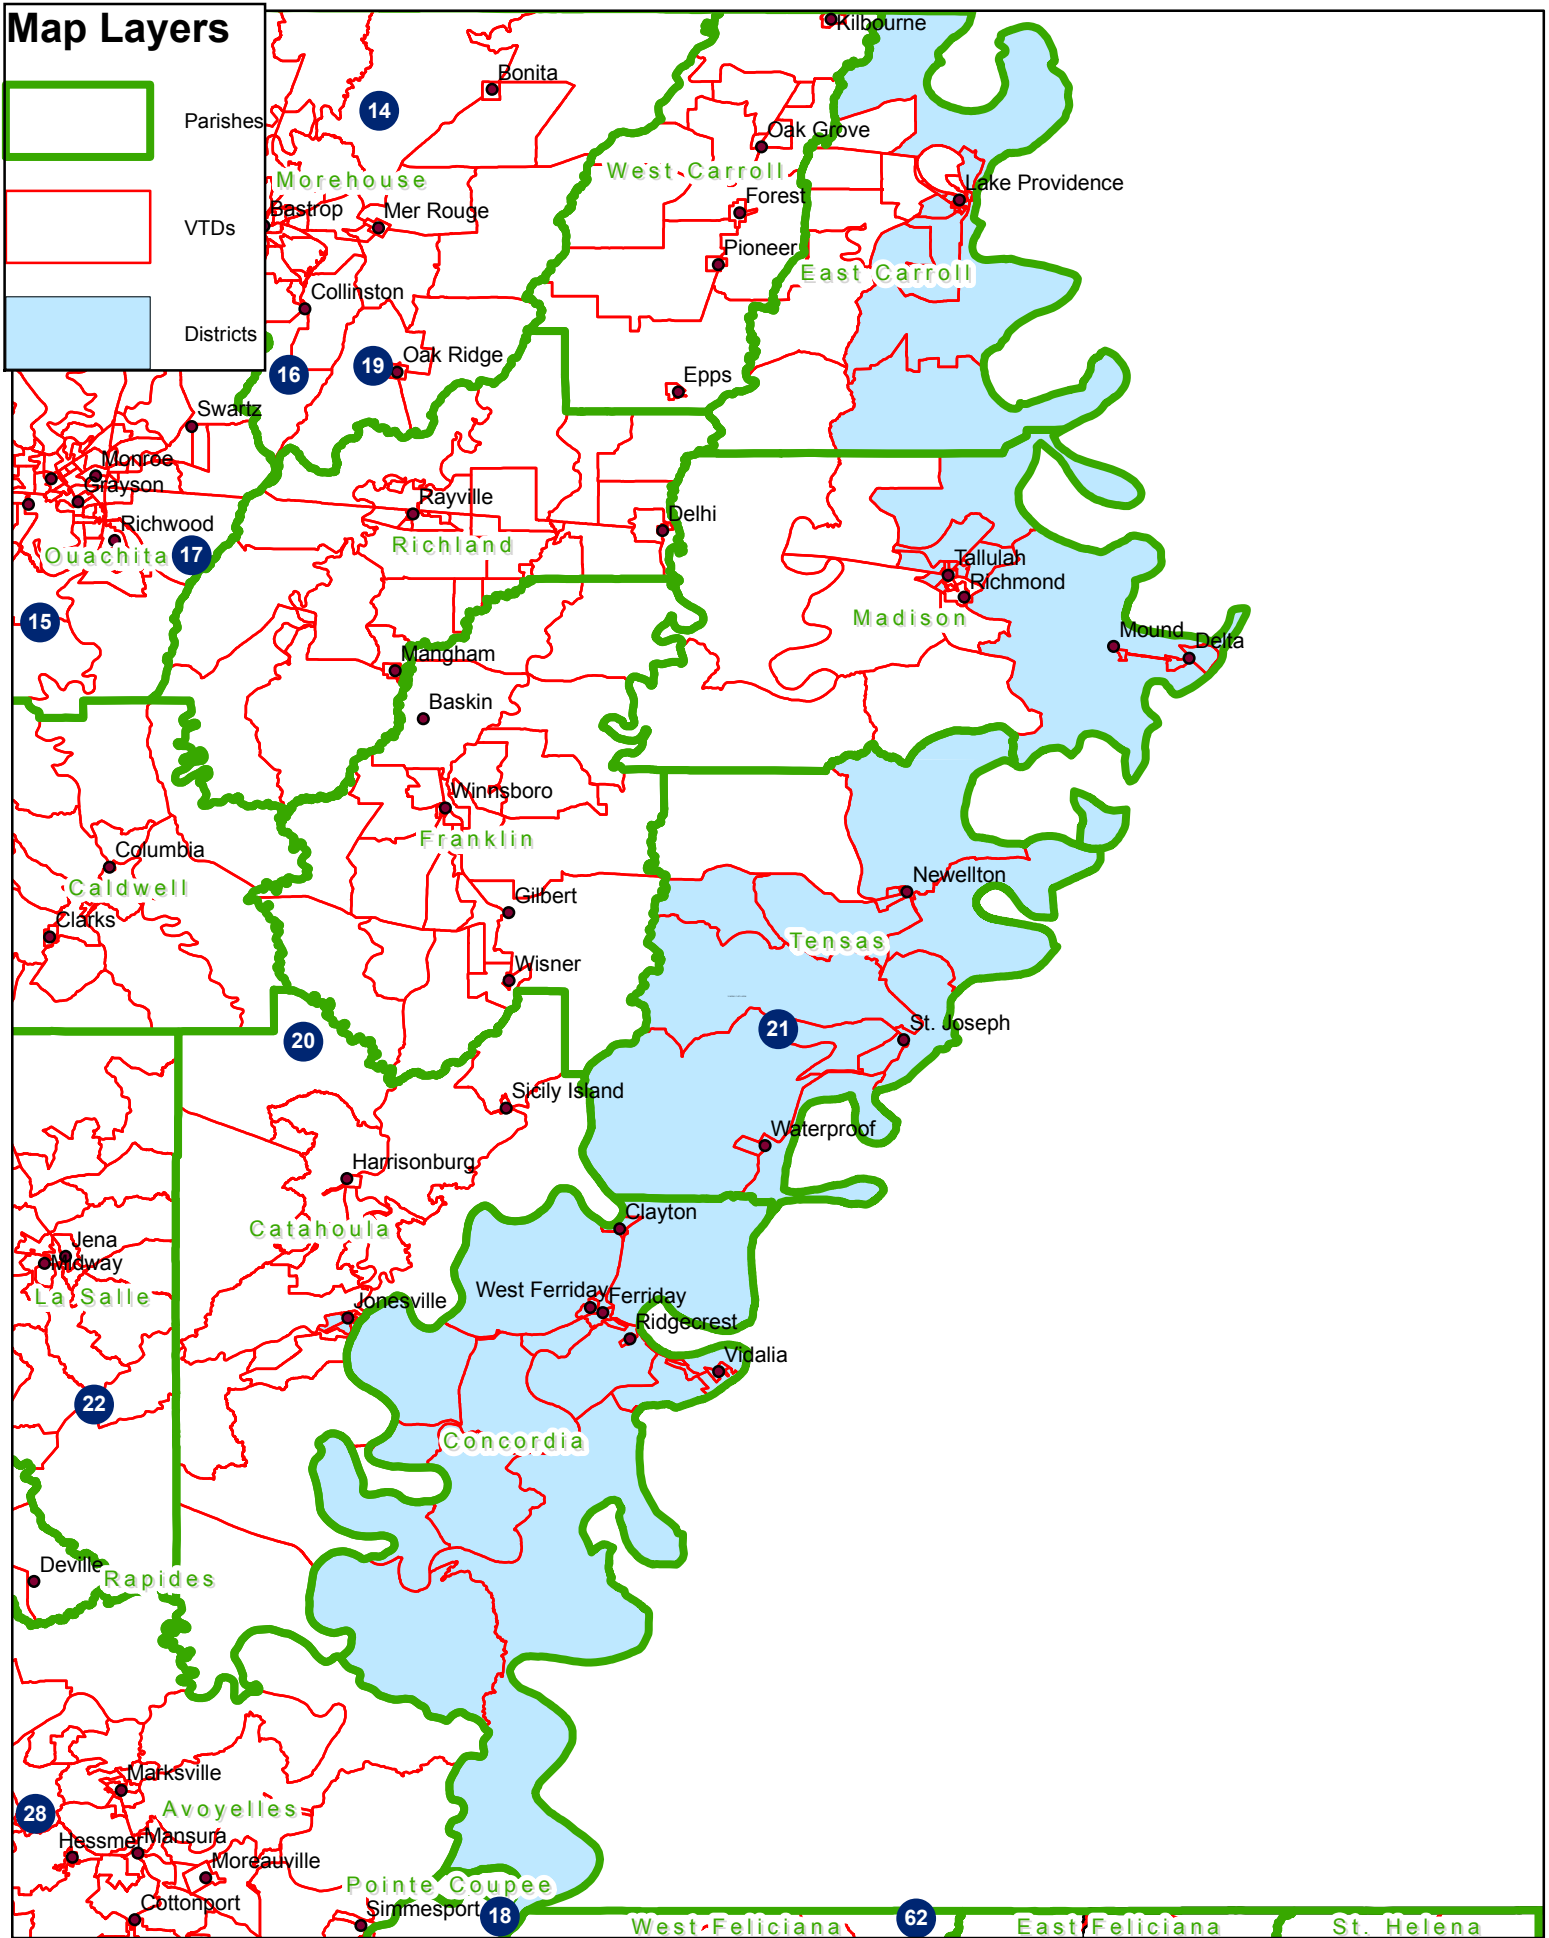 Map Layers
Parishes
VTDs
Districts
Kilbourne
Bonita
14
Oak Grove
West Carroll
Morehouse
Lake Providence
Forest
Bastrop
Mer Rouge
Pioneer
East Carroll
Collinston
16
19
Oak Ridge
Epps
Swartz
Monroe
Grayson
Rayville
Delhi
Richwood
Richland
Ouachita
17
Tallulah
Richmond
15
Madison
Mound
Delta
Mangham
Baskin
Winnsboro
Franklin
Columbia
Caldwell
Newellton
Gilbert
Clarks
Tensas
Wisner
20
21
St. Joseph
Sicily Island
Waterproof
Harrisonburg
Clayton
Catahoula
Jena
Midway
La Salle
West Ferriday
Ferriday
Jonesville
Ridgecrest
Vidalia
22
Concordia
Deville
Rapides
Marksville
28
Avoyelles
Hessmer
Mansura
Moreauville
Pointe Coupee
Cottonport
Simmesport
18
62
West Feliciana
East Feliciana
St. Helena